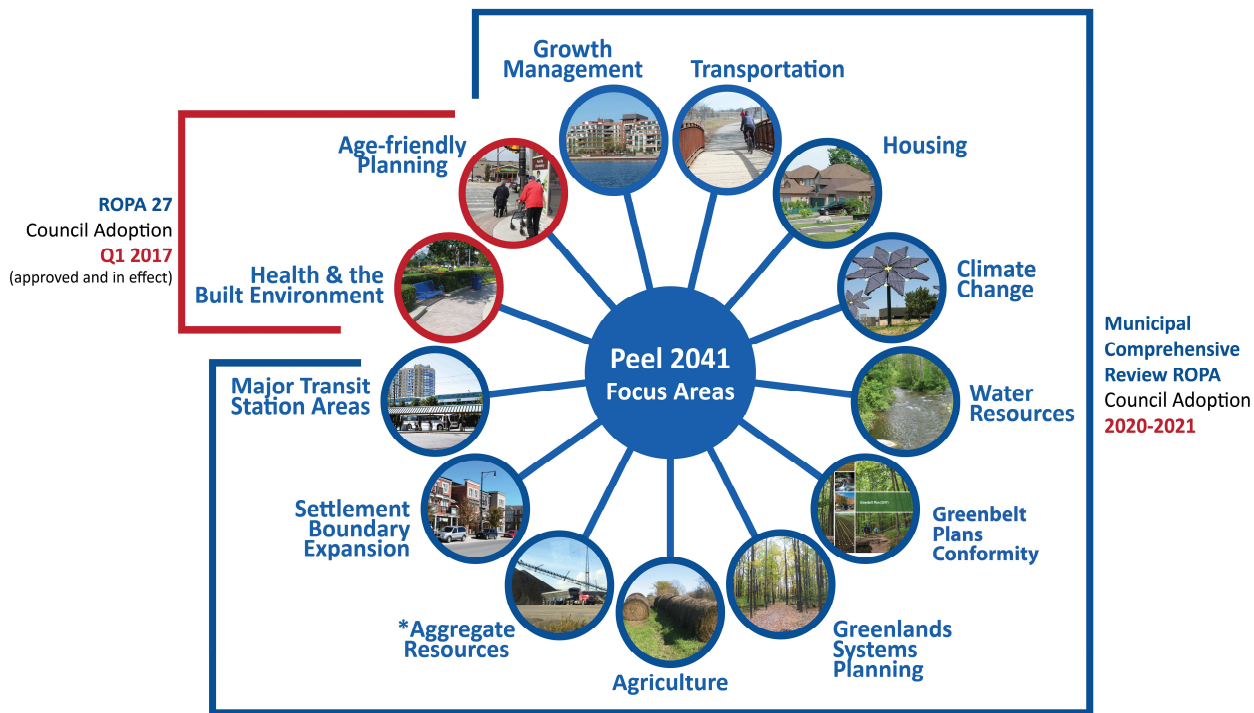 Growth
Management
Transportation
Age-friendly
Planning
Housing
ROPA 27
Council Adoption
Q1 2017
(approved and in effect)
Health & the
Built Environment
Climate
Change
Peel 2041
Focus Areas
Municipal
Comprehensive
Review ROPA
Council Adoption
2020-2021
Major Transit
Station Areas
Water
Resources
Settlement
Boundary
Expansion
Greenbelt
Plans
Conformity
*Aggregate
Resources
Agriculture
Greenlands
Systems
Planning